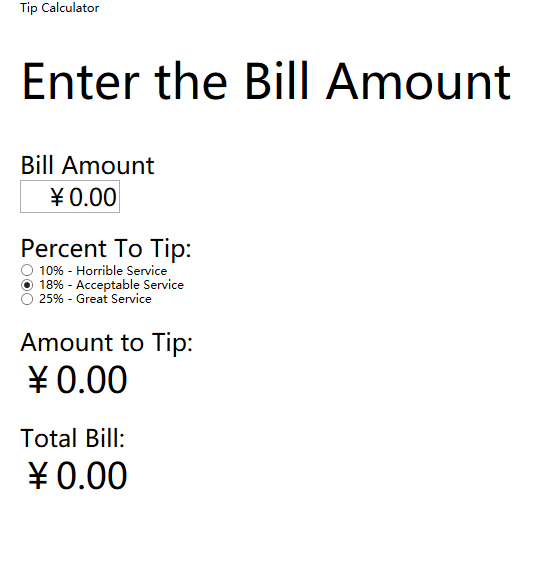 Tip Calculator
Enter the Bill Amount
Bill Amount
¥0.00
Percent To Tip:
10% - Horrible Service
18% - Acceptable Service
25% - Great Service
Amount to Tip:
¥0.00
Total Bill:
¥0.00